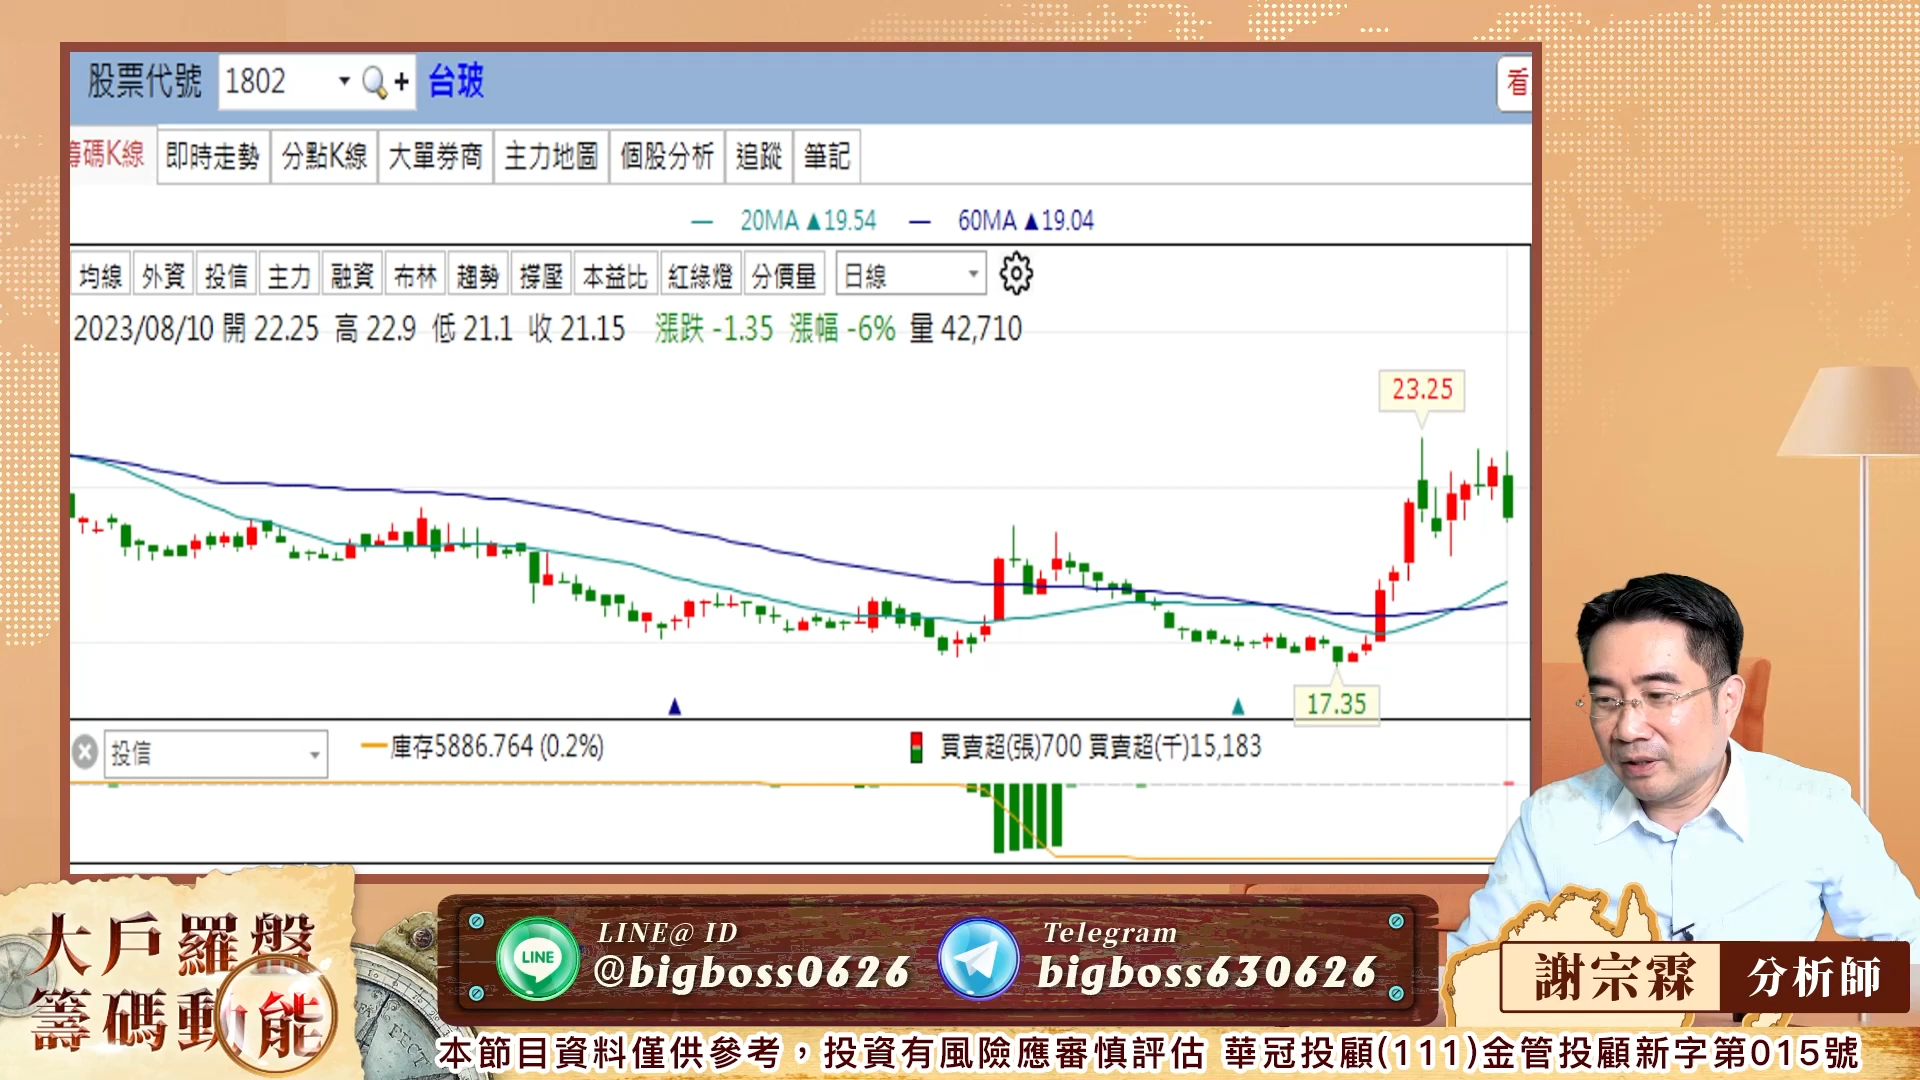 股票代號 1802 台玻 看
籌碼K線 即時走勢 分點K線 大單券商 主力地圖 個股分析 追蹤 筆記
20MA ▲19.54 60MA ▲19.04
均線 外資 投信 主力 融資 布林 趨勢 撐壓 本益比 紅綠燈 分價量 日線
2023/08/10 開 22.25 高 22.9 低 21.1 收 21.15 漲跌 -1.35 漲幅 -6% 量 42,710
23.25
17.35
投信 庫存5886.764 (0.2%) 買賣超(張)700 買賣超(千)15,183
大戶羅盤
籌碼動能
LINE
LINE@ ID
@bigboss0626
Telegram
bigboss630626
謝宗霖 分析師
本節目資料僅供參考，投資有風險應審慎評估 華冠投顧(111)金管投顧新字第015號